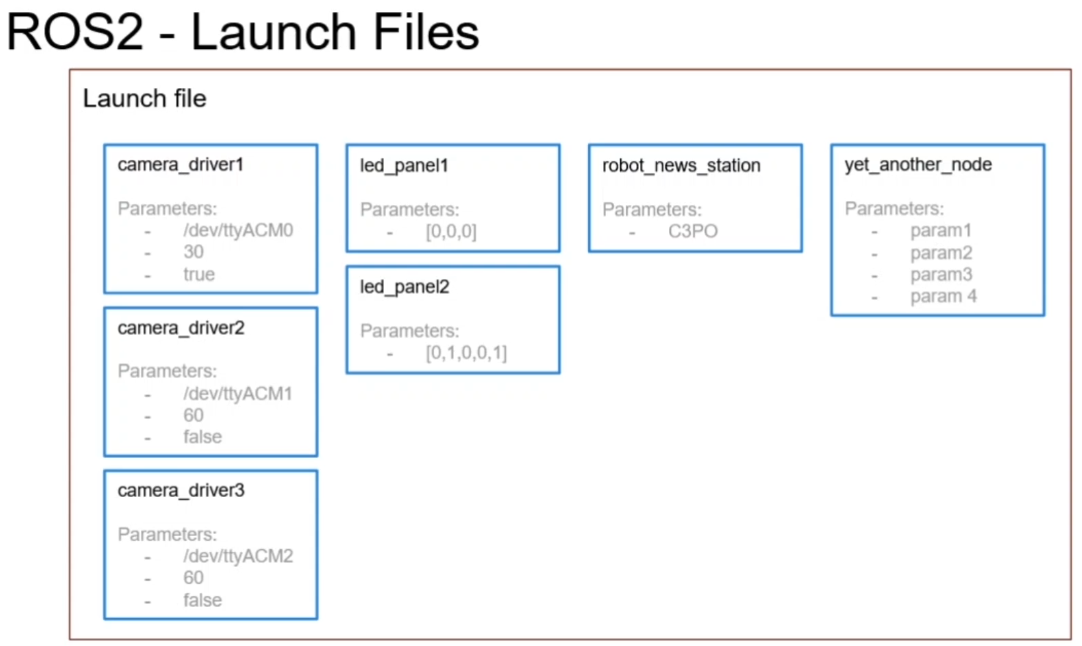 ROS2 - Launch Files
Launch file
camera_driver1
Parameters:
- /dev/ttyACM0
- 30
- true
camera_driver2
Parameters:
- /dev/ttyACM1
- 60
- false
camera_driver3
Parameters:
- /dev/ttyACM2
- 60
- false
led_panel1
Parameters:
- [0,0,0]
led_panel2
Parameters:
- [0,1,0,0,1]
robot_news_station
Parameters:
- C3PO
yet_another_node
Parameters:
- param1
- param2
- param3
- param 4